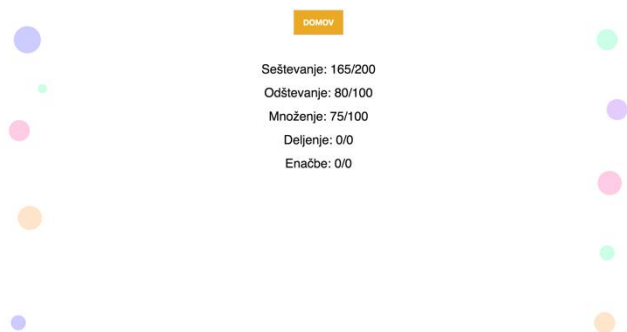 DOMOV
Seštevanje: 165/200
Odštevanje: 80/100
Množenje: 75/100
Deljenje: 0/0
Enačbe: 0/0